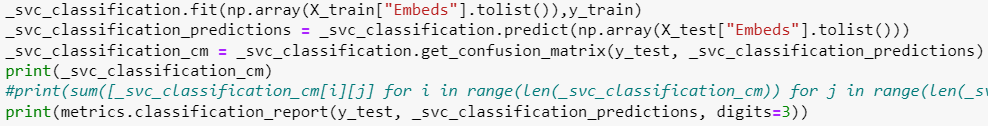 _svc_classification.fit(np.array(X_train["Embeds"].tolist()),y_train)
_svc_classification_predictions = _svc_classification.predict(np.array(X_test["Embeds"].tolist()))
_svc_classification_cm = _svc_classification.get_confusion_matrix(y_test, _svc_classification_predictions)
print(_svc_classification_cm)
#print(sum([_svc_classification_cm[i][j] for i in range(len(_svc_classification_cm)) for j in range(len(_sv
print(metrics.classification_report(y_test, _svc_classification_predictions, digits=3))